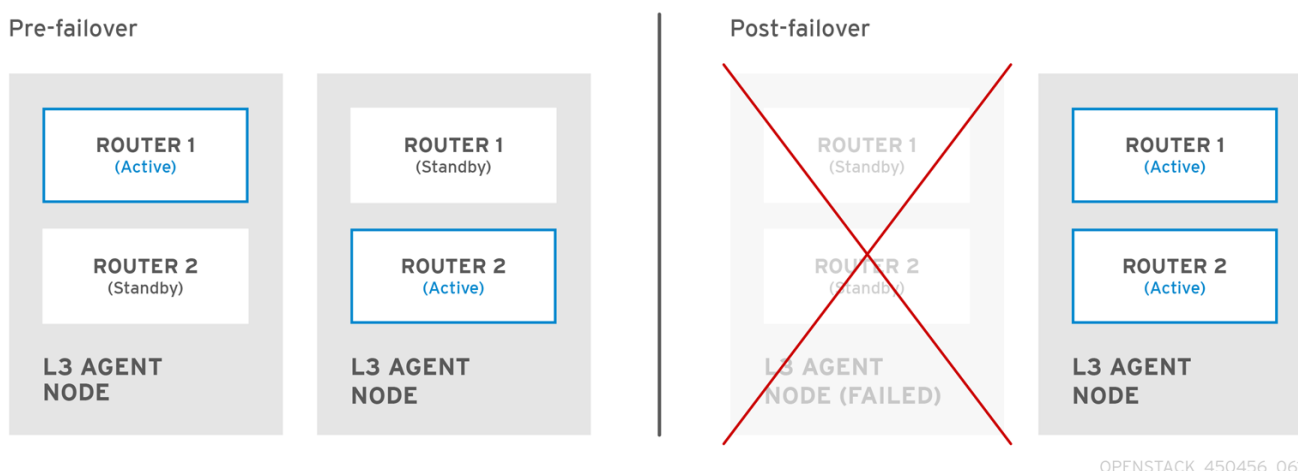 Pre-failover
ROUTER 1
(Active)
ROUTER 2
(Standby)
L3 AGENT
NODE
ROUTER 1
(Standby)
ROUTER 2
(Active)
L3 AGENT
NODE
Post-failover
ROUTER 1
(Standby)
ROUTER 2
(Standby)
L3 AGENT
NODE (FAILED)
ROUTER 1
(Active)
ROUTER 2
(Active)
L3 AGENT
NODE
OPENSTACK_450456_06